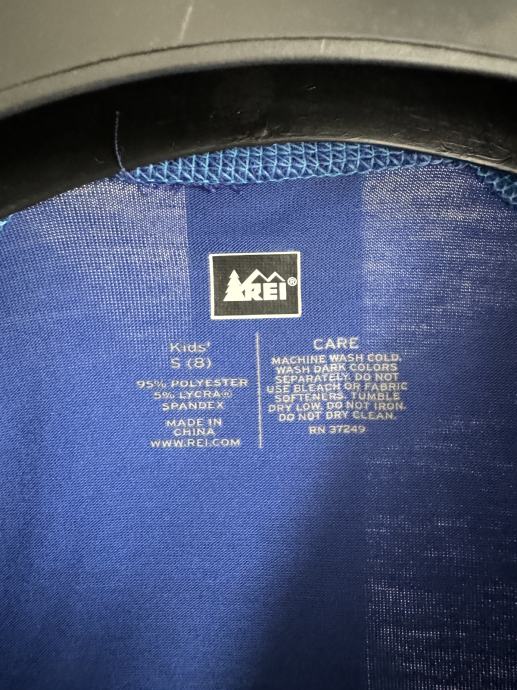 REI®
Kids'
S (8)
95% POLYESTER
5% LYCRA®
SPANDEX
MADE IN
CHINA
WWW.REI.COM
CARE
MACHINE WASH COLD.
WASH DARK COLORS
SEPARATELY. DO NOT
USE BLEACH OR FABRIC
SOFTENERS. TUMBLE
DRY LOW. DO NOT IRON.
DO NOT DRY CLEAN.
RN 37249